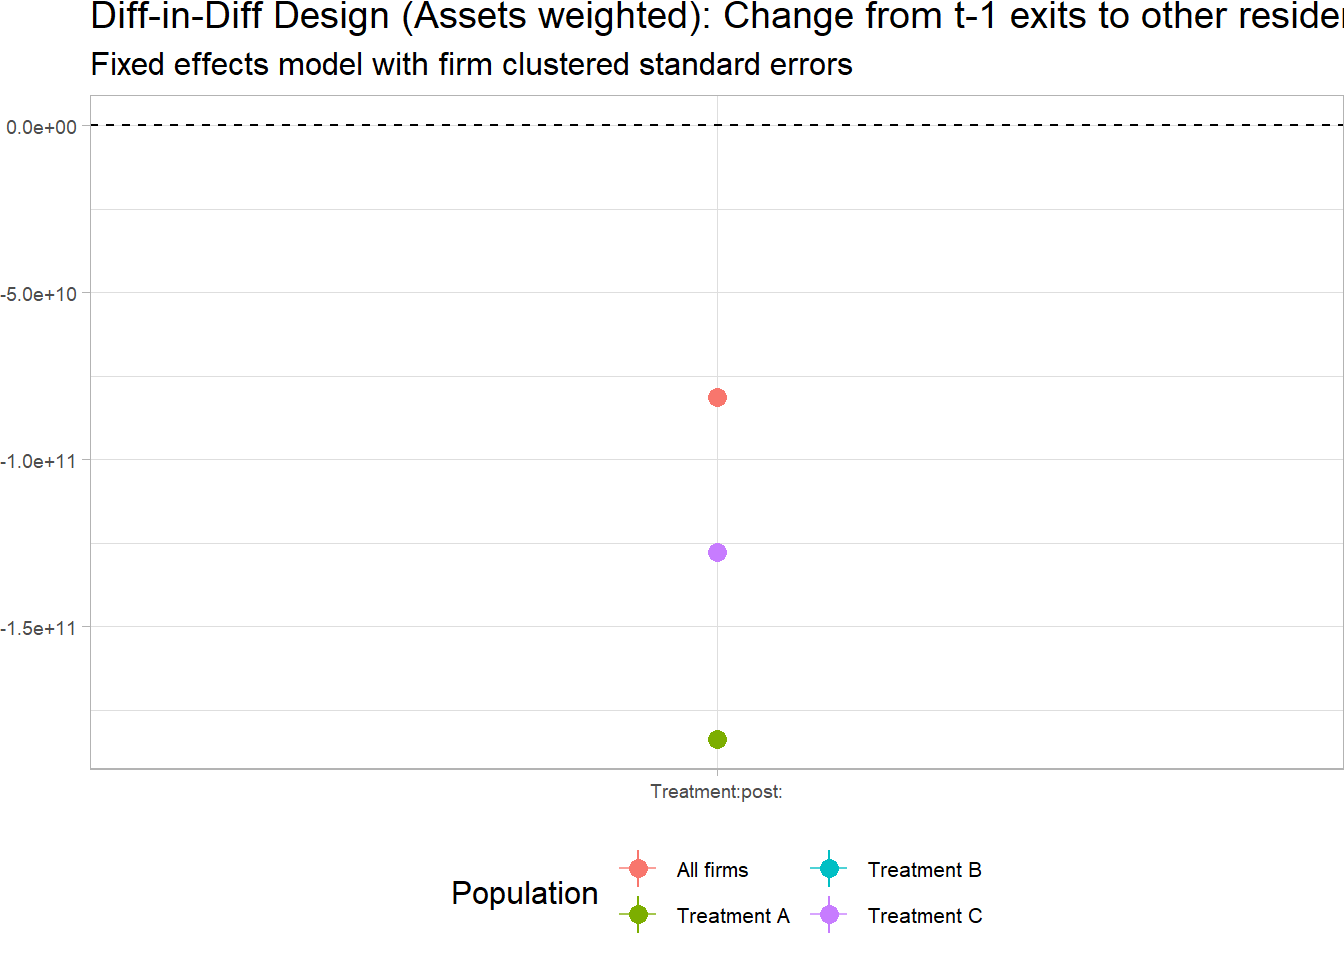 Diff-in-Diff Design (Assets weighted): Change from t-1 exits to other
Fixed effects model with firm clustered standard errors
0.0e+00
-5.0e+10
-1.0e+11
-1.5e+11
Treatment:post:
Population
All firms
Treatment B
Treatment A
Treatment C